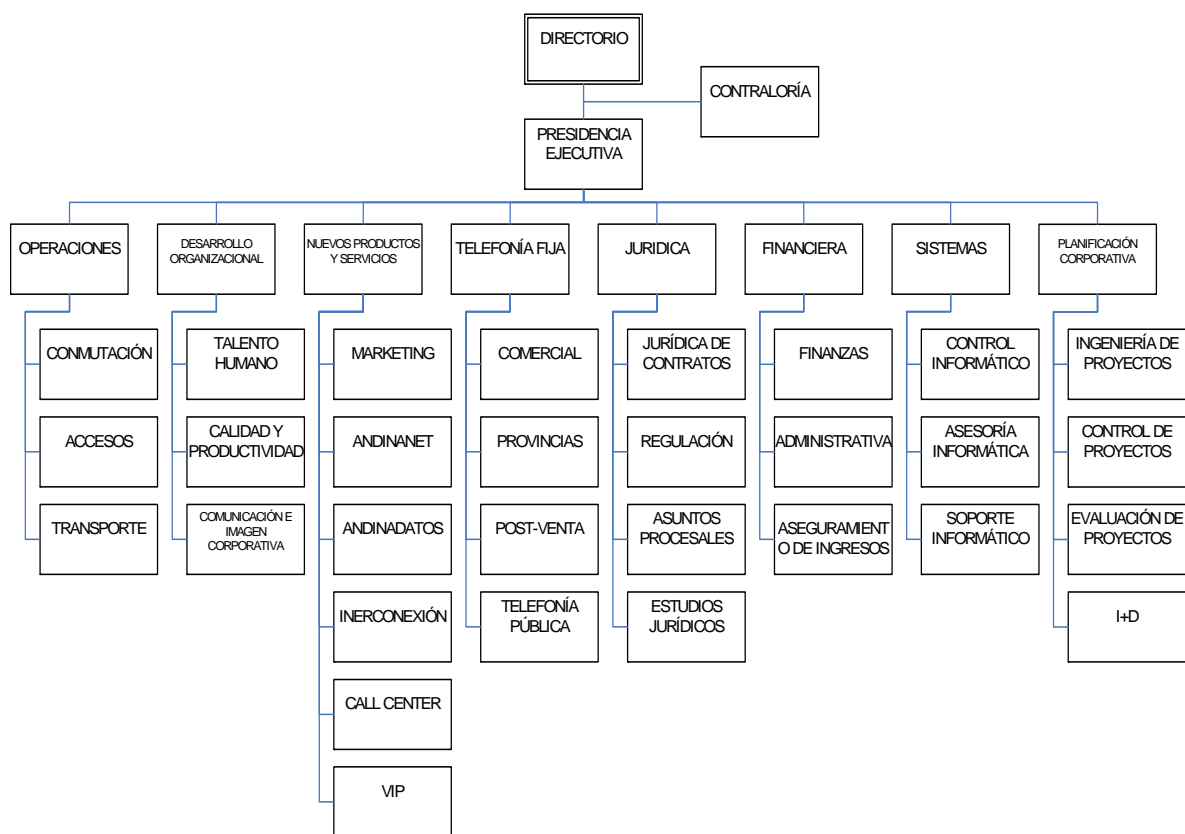 DIRECTORIO
CONTRALORÍA
PRESIDENCIA
EJECUTIVA
OPERACIONES
DESARROLLO
ORGANIZACIONAL
NUEVOS PRODUCTOS
Y SERVICIOS
TELEFONÍA FIJA
JURIDICA
FINANCIERA
SISTEMAS
PLANIFICACIÓN
CORPORATIVA
CONMUTACIÓN
TALENTO
HUMANO
MARKETING
COMERCIAL
JURÍDICA DE
CONTRATOS
FINANZAS
CONTROL
INFORMÁTICO
INGENIERÍA DE
PROYECTOS
ACCESOS
CALIDAD Y
PRODUCTIVIDAD
ANDINANET
PROVINCIAS
REGULACIÓN
ADMINISTRATIVA
ASESORÍA
INFORMÁTICA
CONTROL DE
PROYECTOS
TRANSPORTE
COMUNICACIÓN E
IMAGEN
CORPORATIVA
ANDINADATOS
POST-VENTA
ASUNTOS
PROCESALES
ASEGURAMIENT
O DE INGRESOS
SOPORTE
INFORMÁTICO
EVALUACIÓN DE
PROYECTOS
INERCONEXIÓN
TELEFONÍA
PÚBLICA
ESTUDIOS
JURÍDICOS
I+D
CALL CENTER
VIP